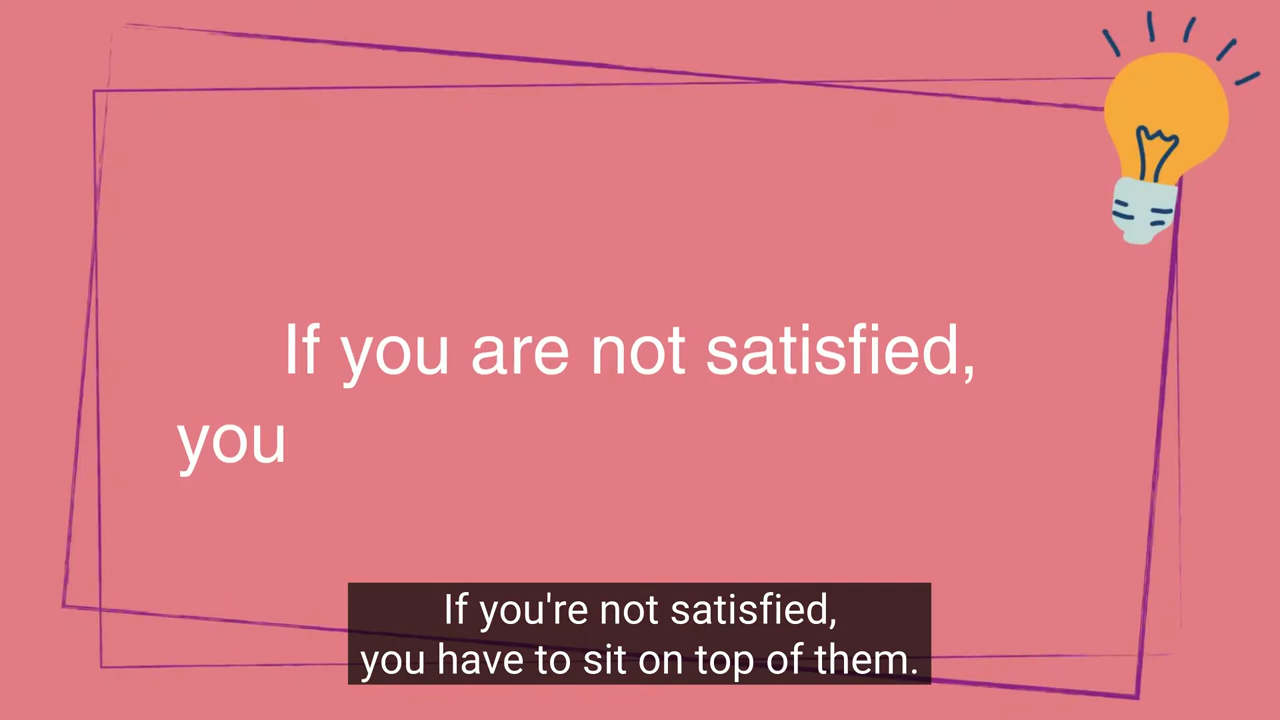 If you are not satisfied,
you
If you're not satisfied,
you have to sit on top of them.